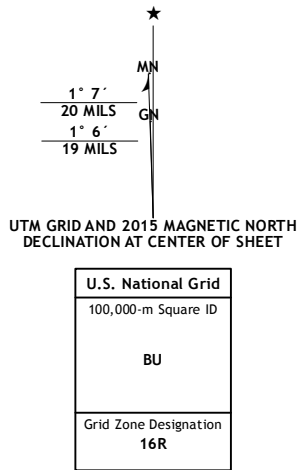 MN
1° 7´
20 MILS
GN
1° 6´
19 MILS
UTM GRID AND 2015 MAGNETIC NORTH
DECLINATION AT CENTER OF SHEET
U.S. National Grid
100,000-m Square ID
BU
Grid Zone Designation
16R